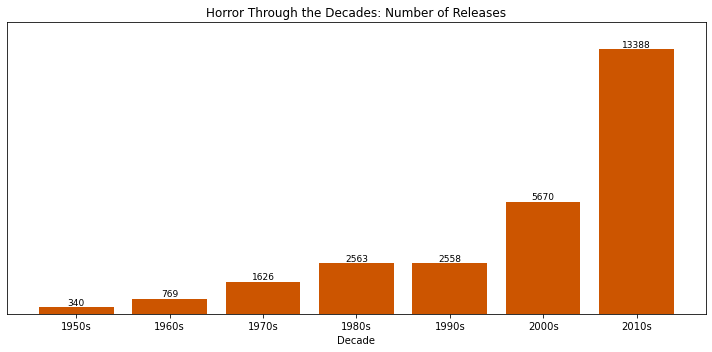 Horror Through the Decades: Number of Releases
13388
5670
2563
2558
1626
769
340
1950s 1960s 1970s 1980s 1990s 2000s 2010s
Decade